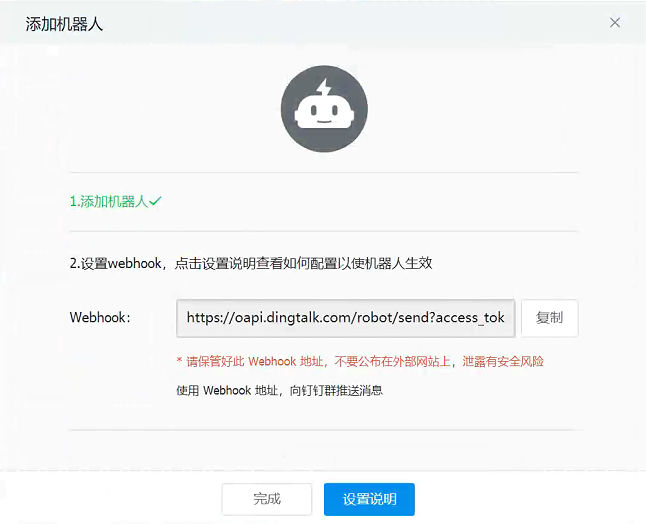 添加机器人
1.添加机器人
2.设置webhook，点击设置说明查看如何配置以使机器人生效
Webhook： https://oapi.dingtalk.com/robot/send?access_tok 复制
* 请保管好此 Webhook 地址，不要公布在外部网站上，泄露有安全风险
使用 Webhook 地址，向钉钉群推送消息
完成 设置说明